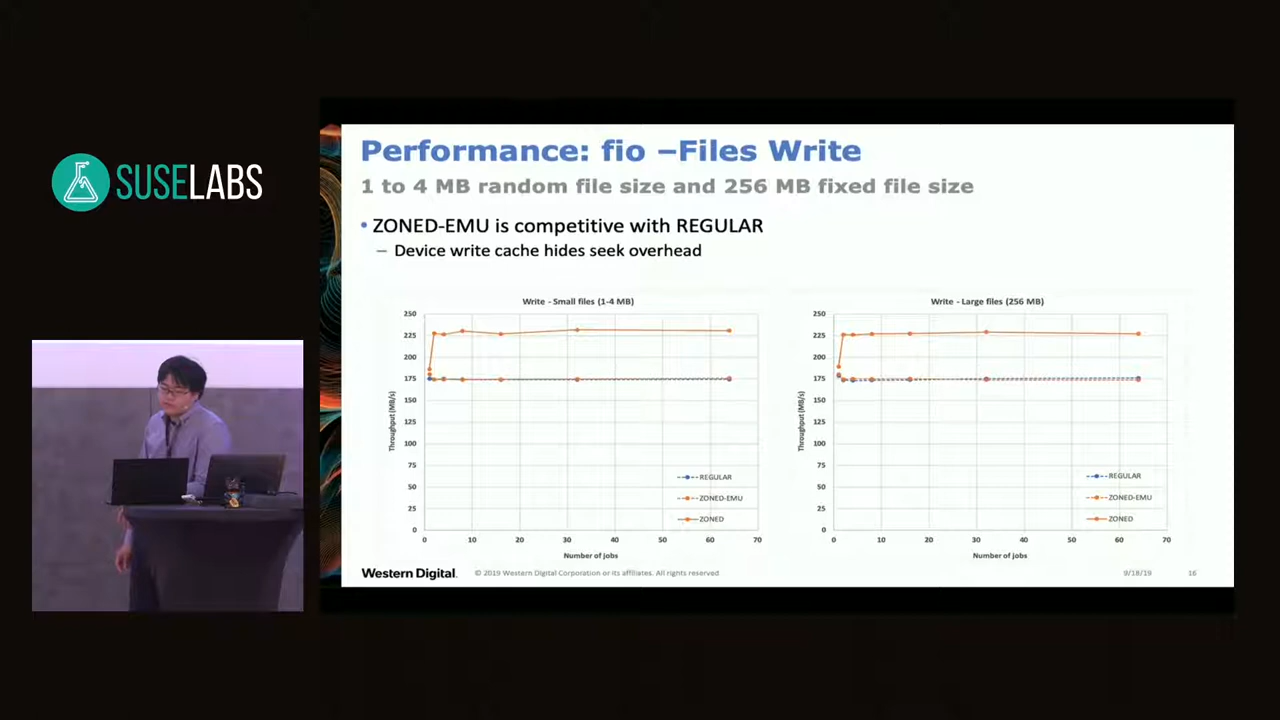 SUSELABS
Performance: fio –Files Write
1 to 4 MB random file size and 256 MB fixed file size
• ZONED-EMU is competitive with REGULAR
– Device write cache hides seek overhead
Write - Small files (1-4 MB)
250
225
200
175
150
125
100
75
50
25
0
Throughput (MB/s)
0 10 20 30 40 50 60 70
Number of jobs
REGULAR
ZONED-EMU
ZONED
Write - Large files (256 MB)
250
225
200
175
150
125
100
75
50
25
0
Throughput (MB/s)
0 10 20 30 40 50 60 70
Number of jobs
REGULAR
ZONED-EMU
ZONED
Western Digital.
© 2019 Western Digital Corporation or its affiliates. All rights reserved.
9/18/19
16